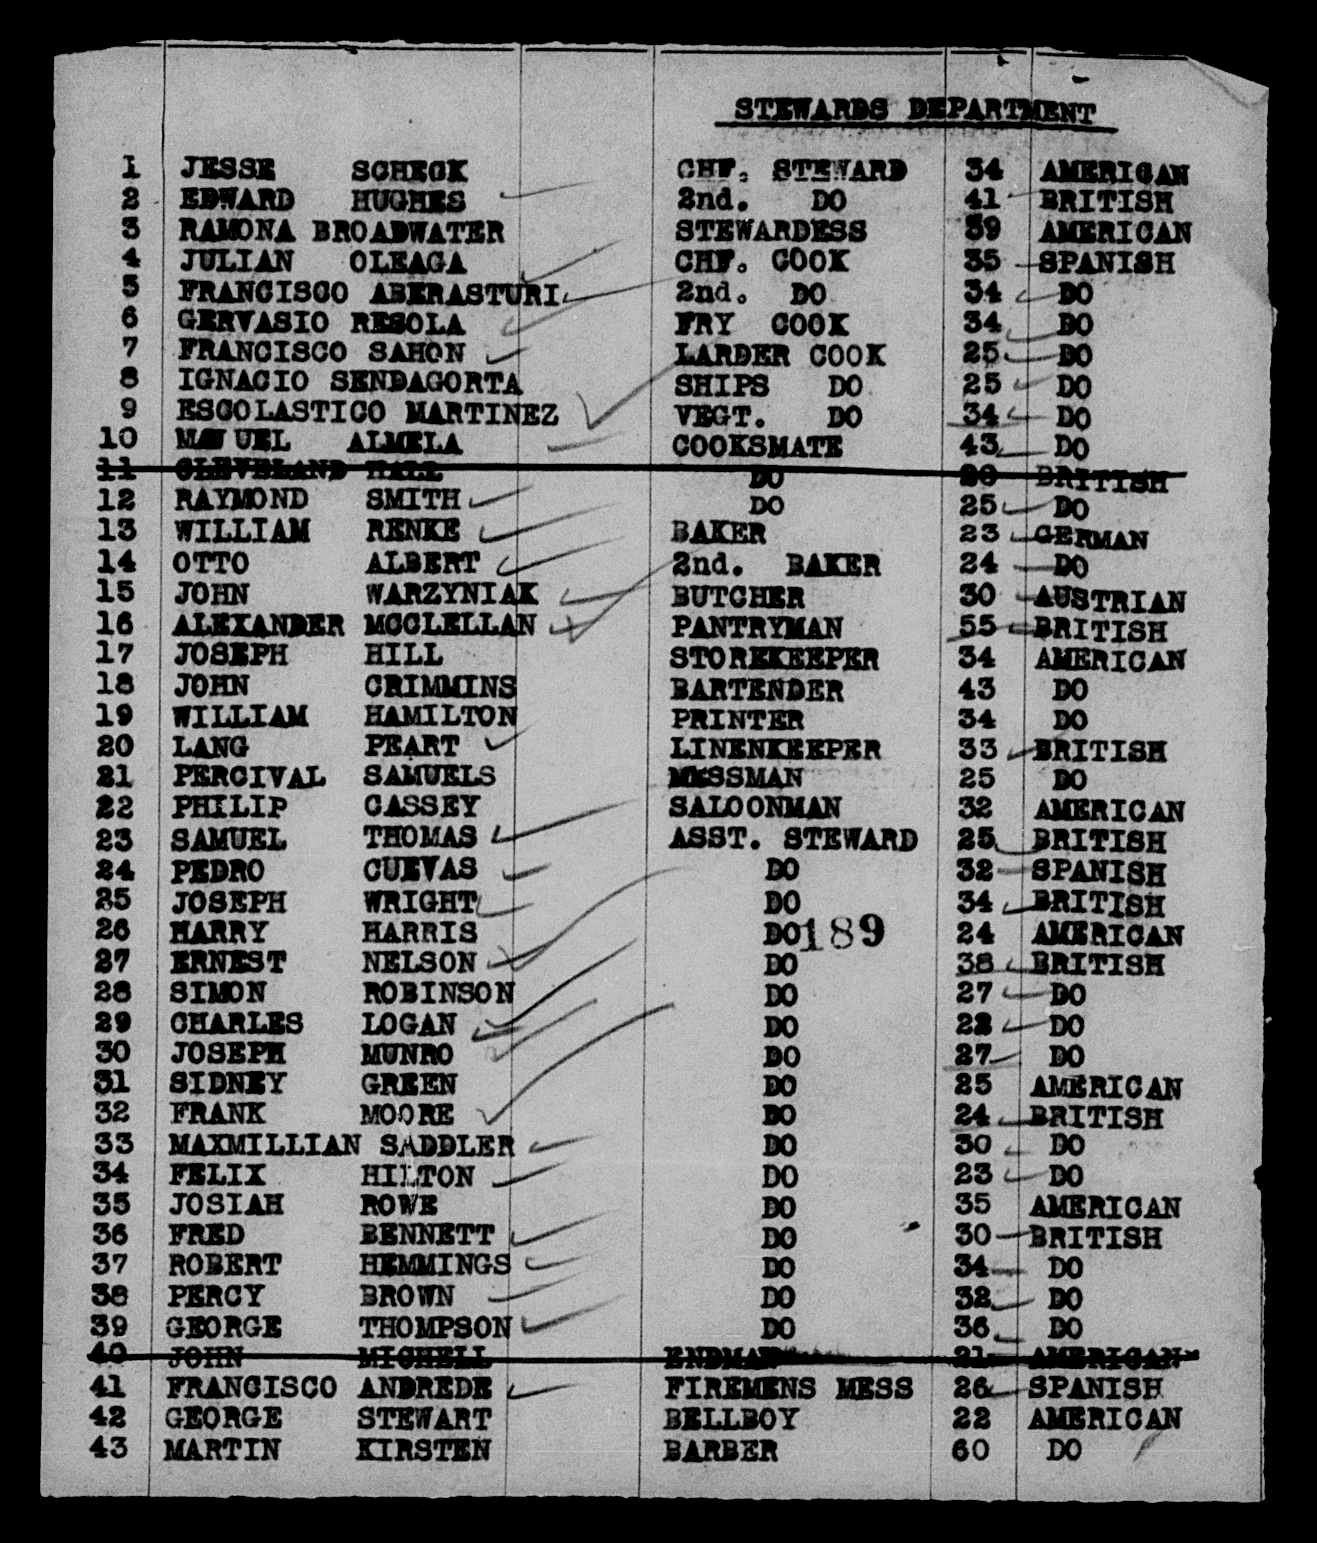 STEWARDS DEPARTMENT
1 JESSE SCHECK CHF. STEWARD 34 AMERICAN
2 EDWARD HUGHES 2nd. DO 41 BRITISH
3 RAMONA BROADWATER STEWARDESS 39 AMERICAN
4 JULIAN OLEAGA CHF. COOK 35 SPANISH
5 FRANCISCO ABERASTURI 2nd. DO 34 DO
6 GERVASIO RESOLA FRY COOK 34 DO
7 FRANCISCO SAHON LARDER COOK 25 DO
8 IGNACIO SENDAGORTA SHIPS DO 25 DO
9 ESCOLASTICO MARTINEZ VEGT. DO 34 DO
10 MANUEL ALMELA COOKSMATE 43 DO
11 CLEVELAND HALL DO 20 BRITISH
12 RAYMOND SMITH DO 25 DO
13 WILLIAM RENKE BAKER 23 GERMAN
14 OTTO ALBERT 2nd. BAKER 24 DO
15 JOHN WARZYNIAK BUTCHER 30 AUSTRIAN
16 ALEXANDER MCCLELLAN PANTRYMAN 55 BRITISH
17 JOSEPH HILL STOREKEEPER 34 AMERICAN
18 JOHN CRIMMINS BARTENDER 43 DO
19 WILLIAM HAMILTON PRINTER 34 DO
20 LANG PEART LINENKEEPER 33 BRITISH
21 PERCIVAL SAMUELS MESSMAN 25 DO
22 PHILIP CASSEY SALOONMAN 32 AMERICAN
23 SAMUEL THOMAS ASST. STEWARD 25 BRITISH
24 PEDRO CUEVAS DO 32 SPANISH
25 JOSEPH WRIGHT DO 34 BRITISH
26 HARRY HARRIS DO 189 24 AMERICAN
27 ERNEST NELSON DO 38 BRITISH
28 SIMON ROBINSON DO 27 DO
29 CHARLES LOGAN DO 22 DO
30 JOSEPH MUNRO DO 27 DO
31 SIDNEY GREEN DO 25 AMERICAN
32 FRANK MOORE DO 24 BRITISH
33 MAXMILLIAN SADDLER DO 30 DO
34 FELIX HILTON DO 23 DO
35 JOSIAH ROWE DO 35 AMERICAN
36 FRED BENNETT DO 30 BRITISH
37 ROBERT HEMMINGS DO 34 DO
38 PERCY BROWN DO 32 DO
39 GEORGE THOMPSON DO 36 DO
40 JOHN MICHELL ENDMAN 21 AMERICAN
41 FRANCISCO ANDREDE FIREMENS MESS 26 SPANISH
42 GEORGE STEWART BELLBOY 22 AMERICAN
43 MARTIN KIRSTEN BARBER 60 DO